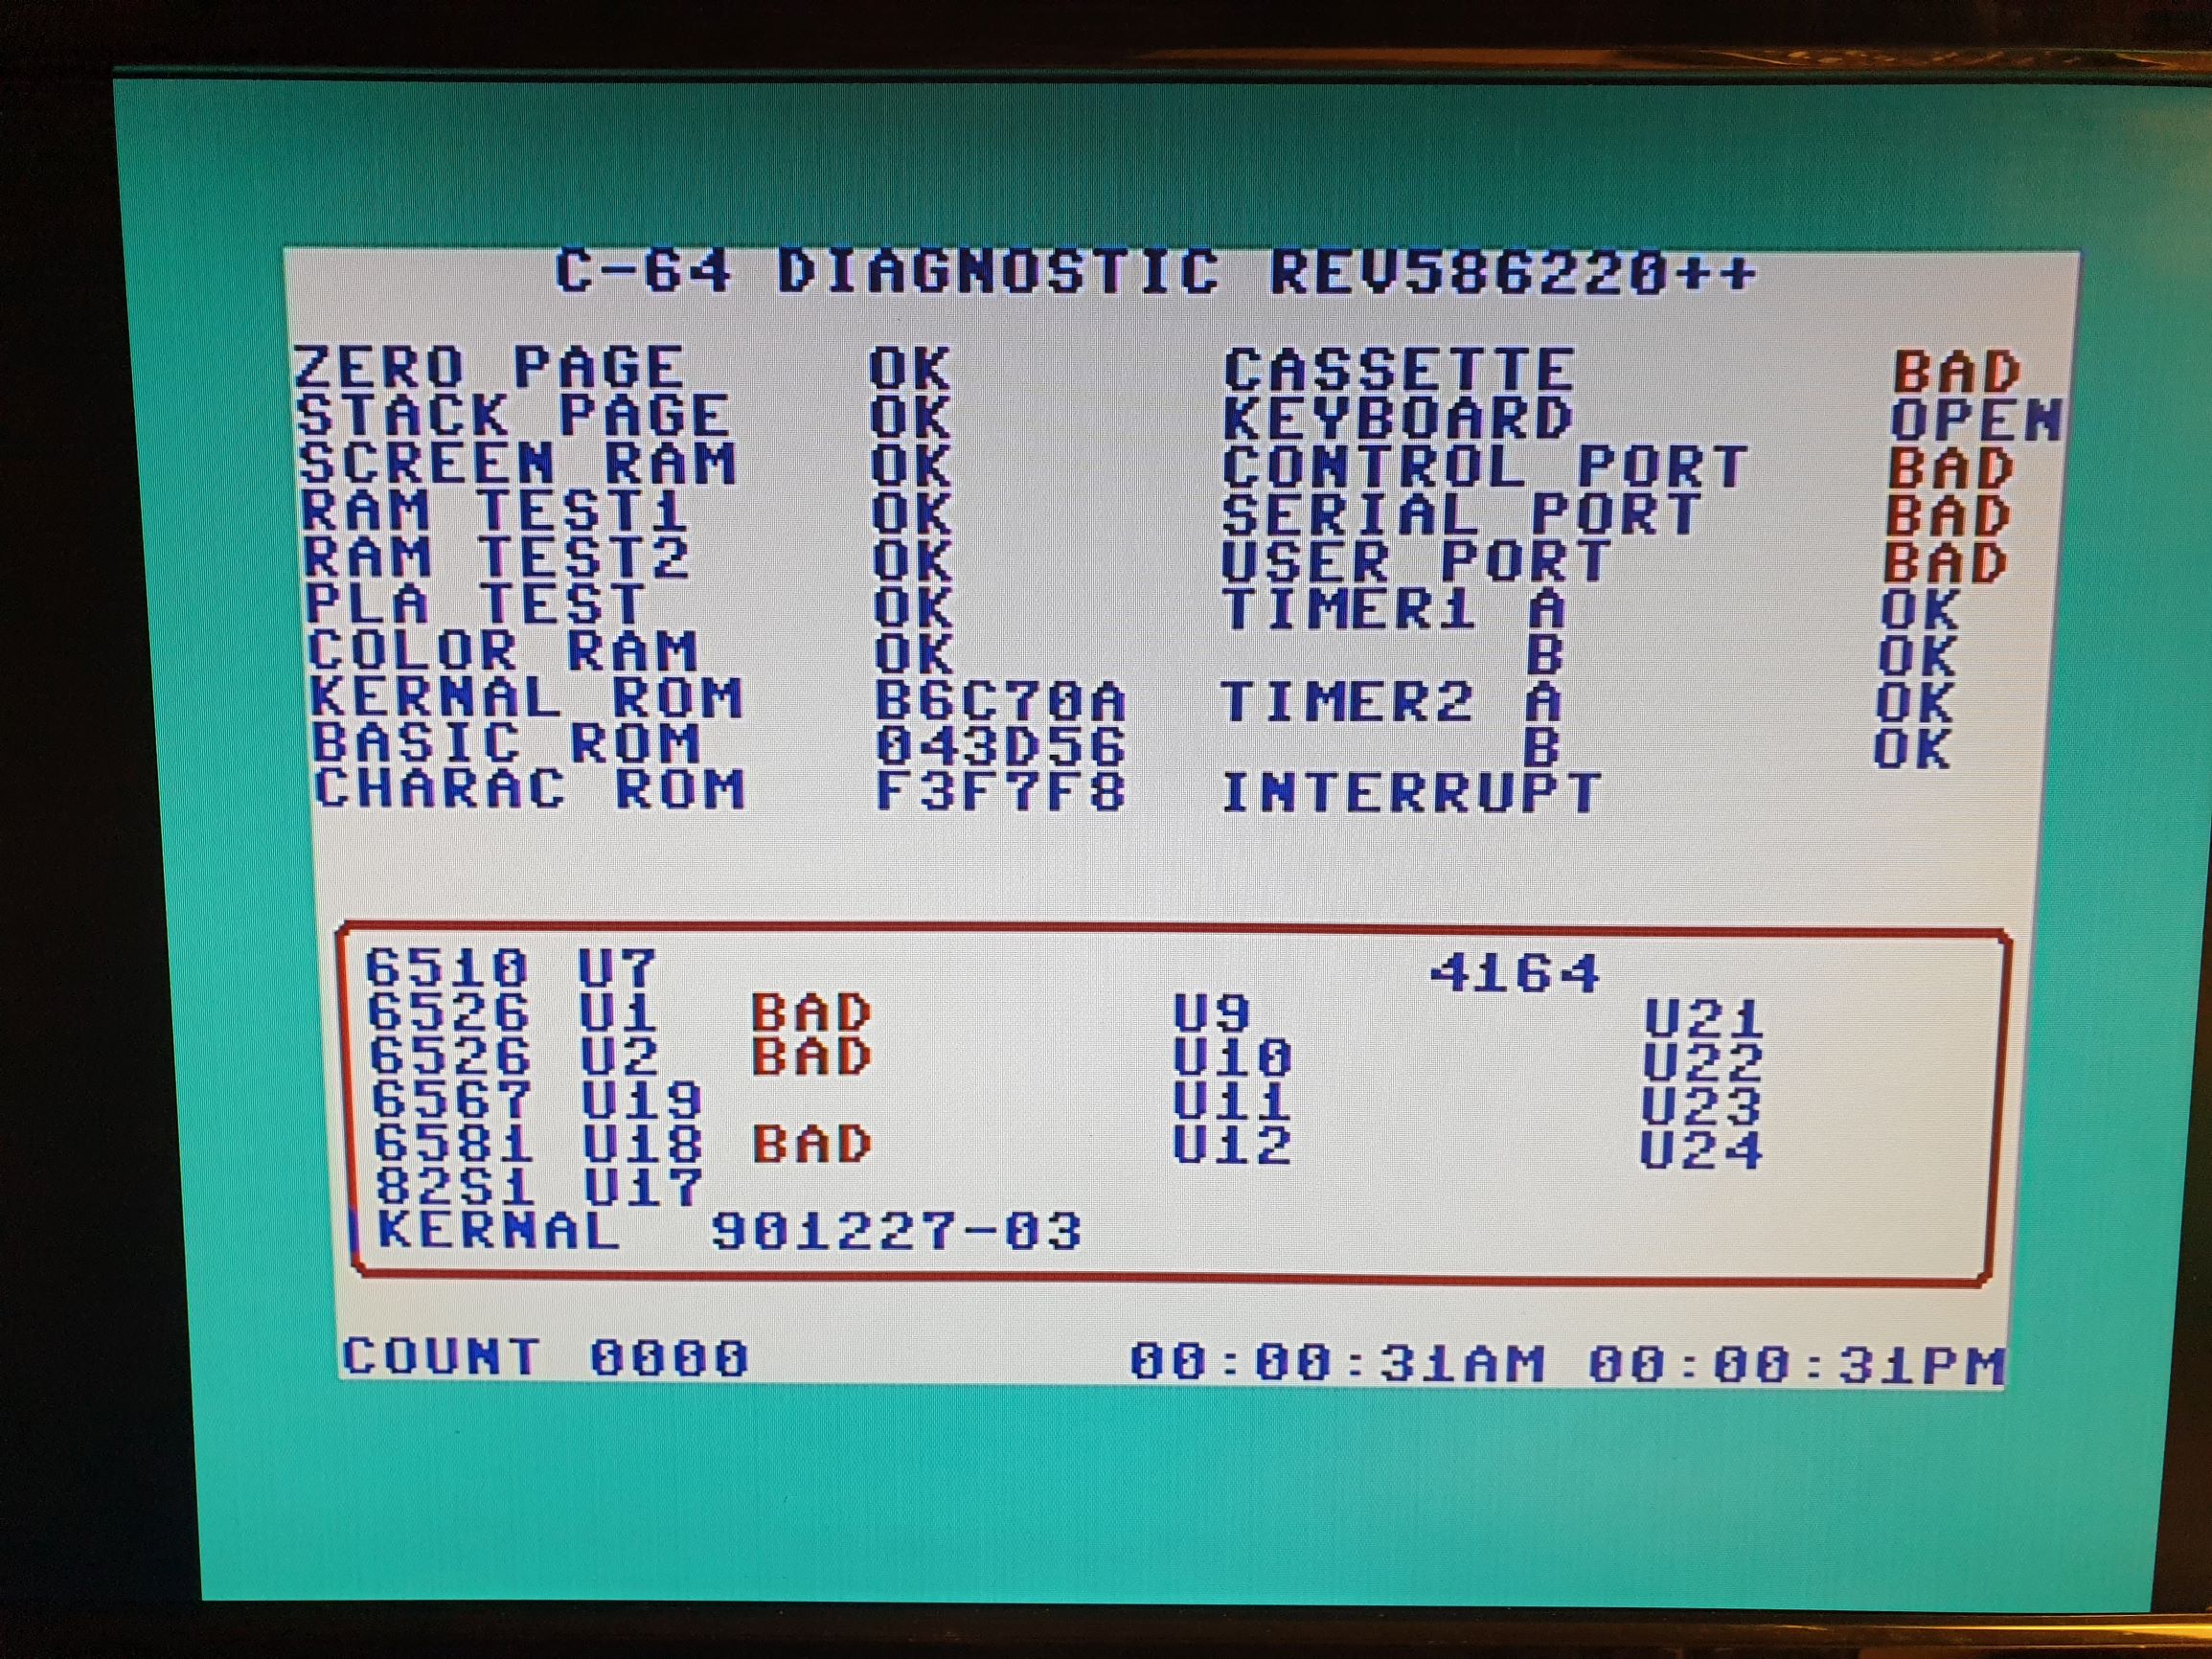 C-64 DIAGNOSTIC REV586220++
ZERO PAGE OK CASSETTE BAD
STACK PAGE OK KEYBOARD OPEN
SCREEN RAM OK CONTROL PORT BAD
RAM TEST1 OK SERIAL PORT BAD
RAM TEST2 OK USER PORT BAD
PLA TEST OK TIMER1 A OK
COLOR RAM OK B OK
KERNAL ROM B6C70A TIMER2 A OK
BASIC ROM 043D56 B OK
CHARAC ROM F3F7F8 INTERRUPT
6510 U7 4164
6526 U1 BAD U9 U21
6526 U2 BAD U10 U22
6567 U19 U11 U23
6581 U18 BAD U12 U24
82S1 U17
KERNAL 901227-03
COUNT 0000 00:00:31AM 00:00:31PM